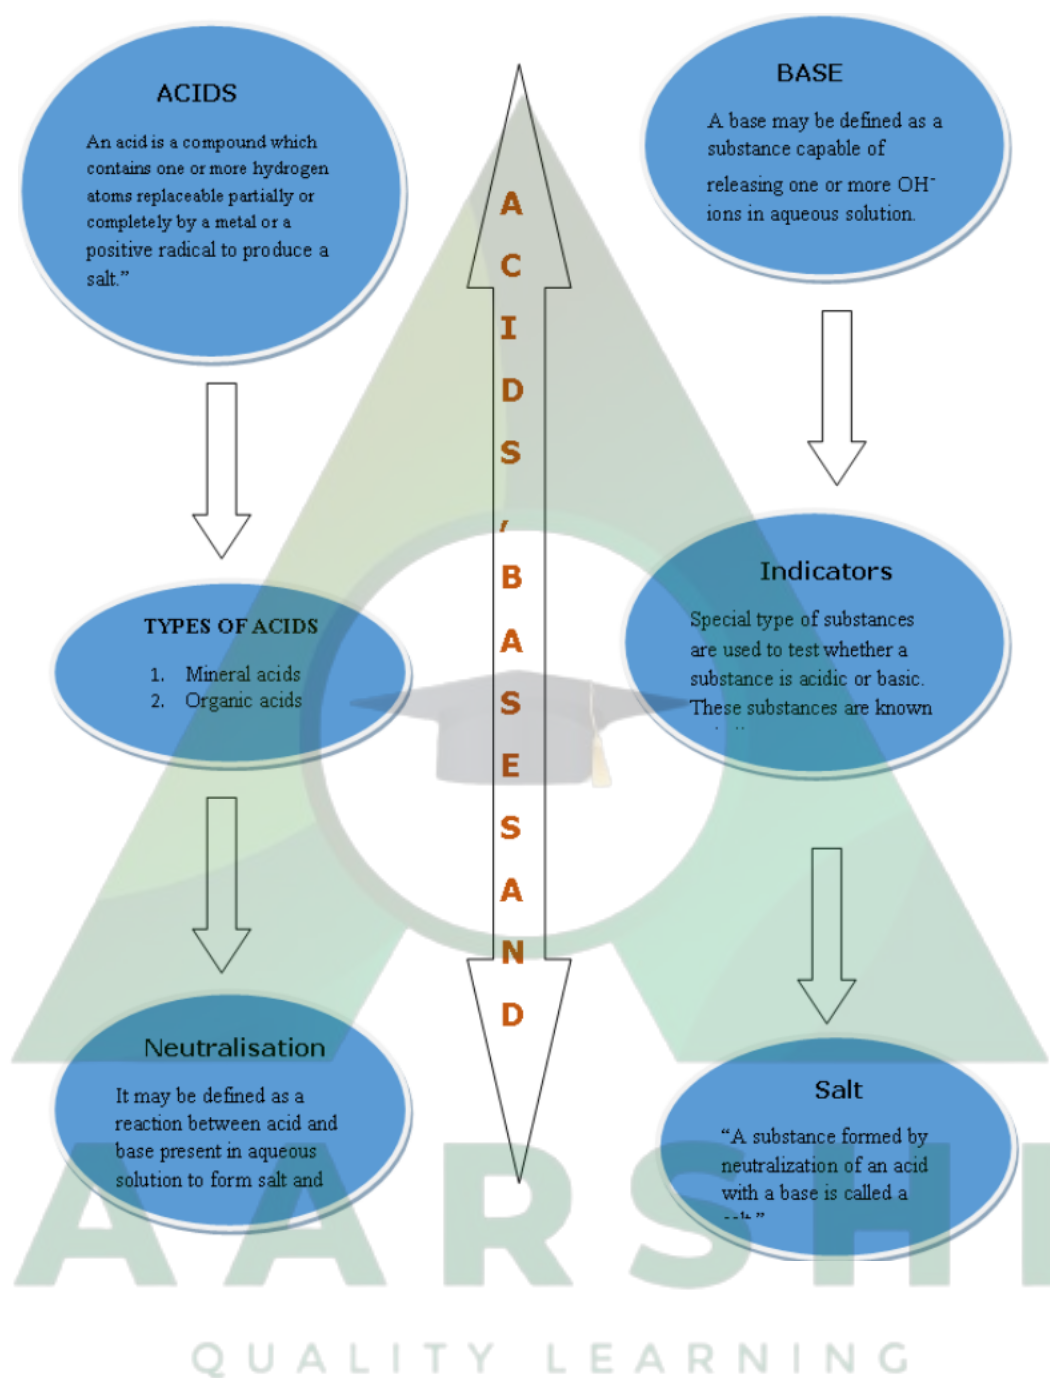 ACIDS
An acid is a compound which
contains one or more hydrogen
atoms replaceable partially or
completely by a metal or a
positive radical to produce a
salt.”
TYPES OF ACIDS
1. Mineral acids
2. Organic acids
Neutralisation
It may be defined as a
reaction between acid and
base present in aqueous
solution to form salt and
A
C
I
D
S
,
B
A
S
E
S
A
N
D
BASE
A base may be defined as a
substance capable of
releasing one or more OH⁻
ions in aqueous solution.
Indicators
Special type of substances
are used to test whether a
substance is acidic or basic.
These substances are known
Salt
“A substance formed by
neutralization of an acid
with a base is called a
AARSHI
QUALITY LEARNING